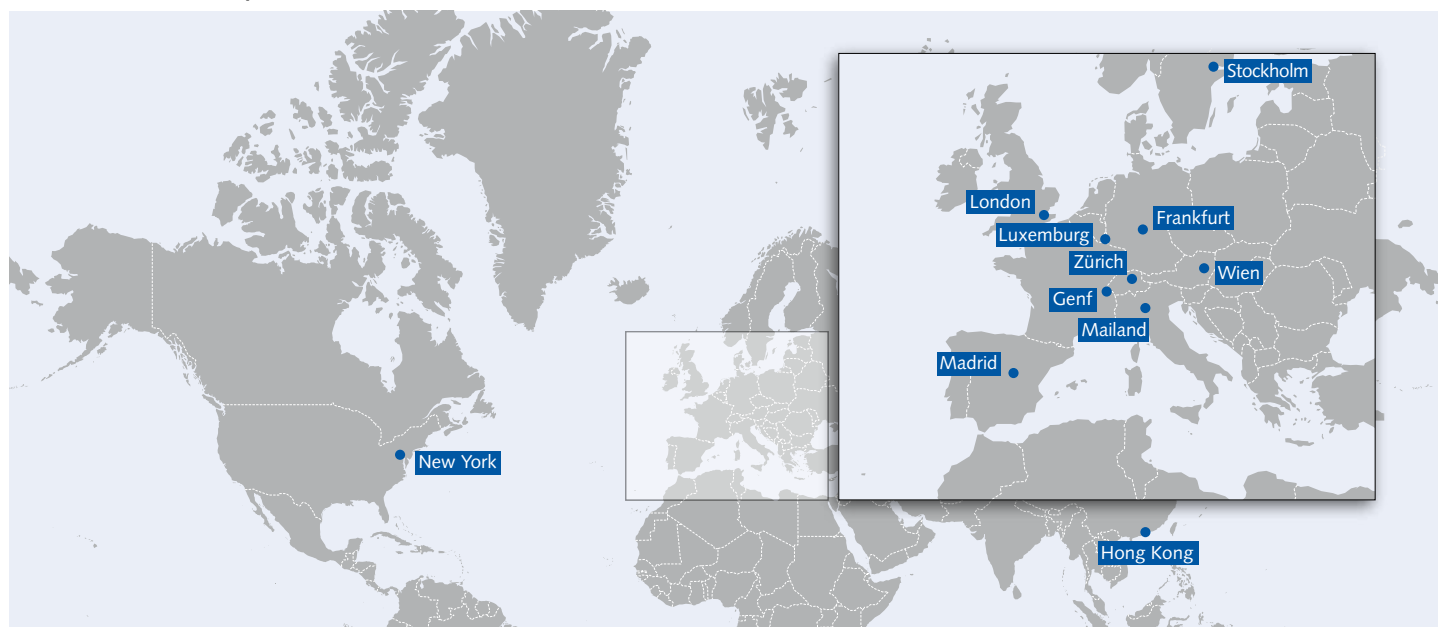 Stockholm
London
Frankfurt
Luxemburg
Zürich
Wien
Genf
Mailand
Madrid
New York
Hong Kong